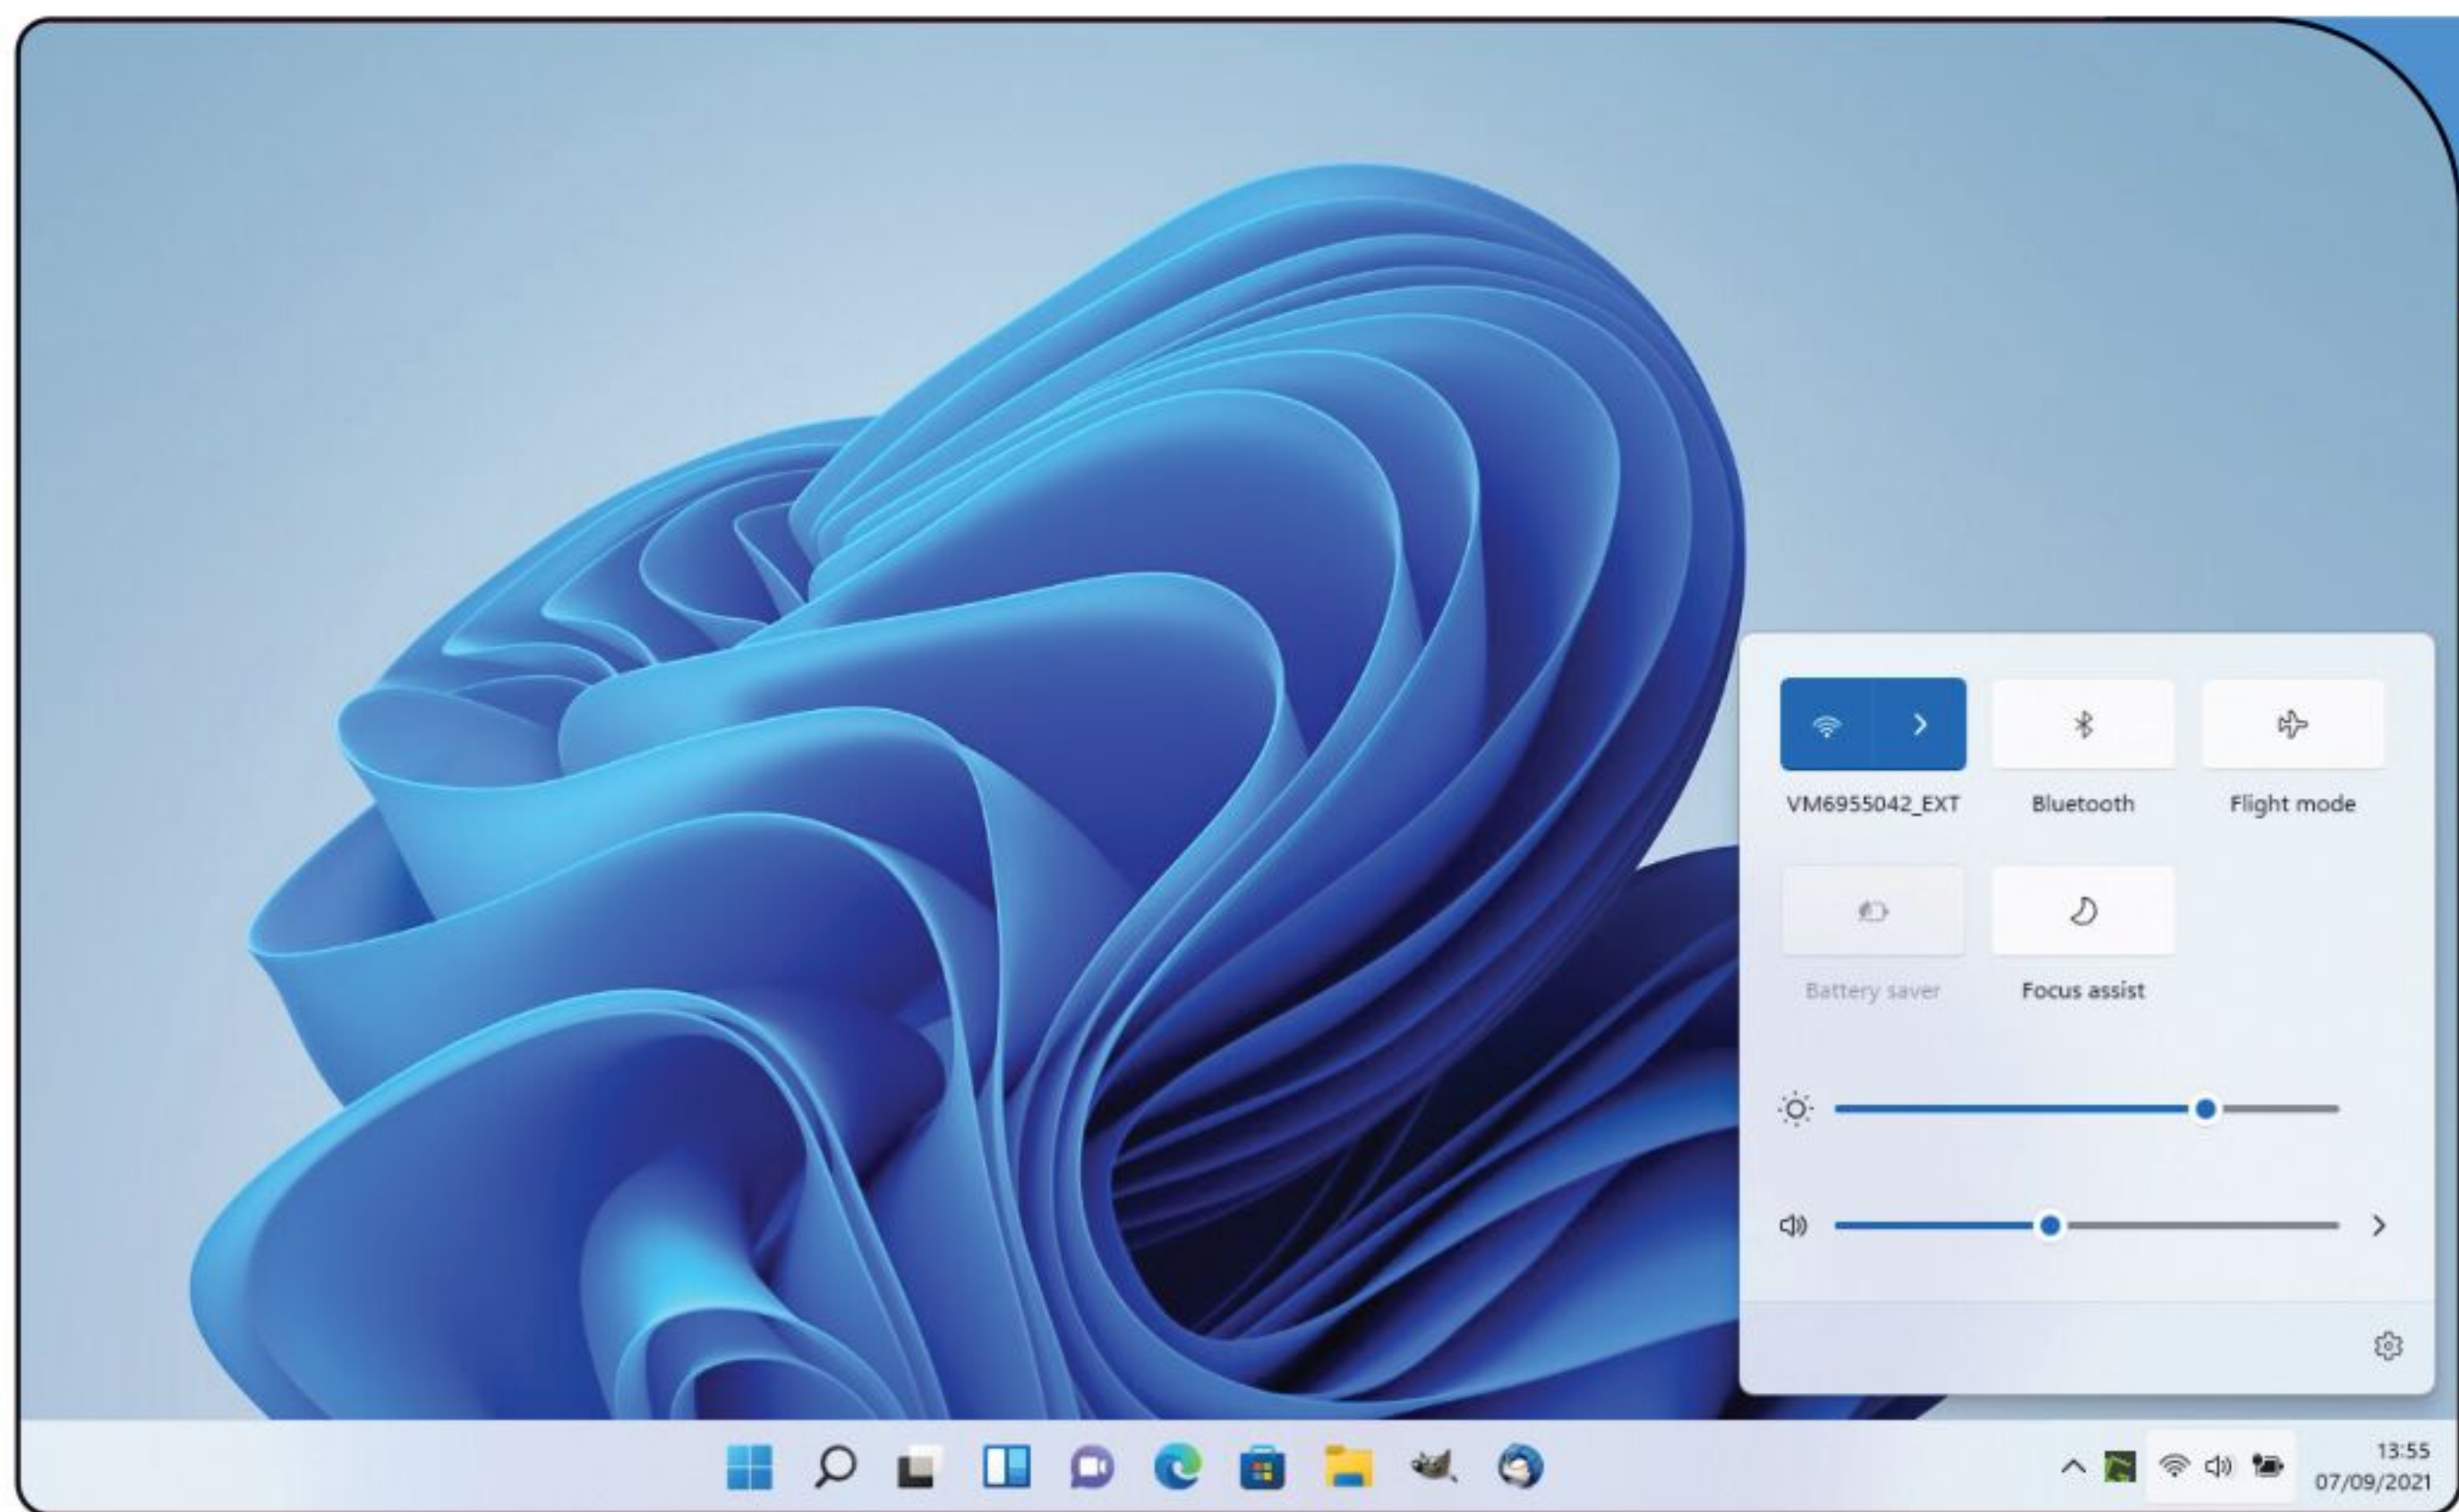 VM6955042_EXT
Bluetooth
Flight mode
Battery saver
Focus assist
13:55
07/09/2021